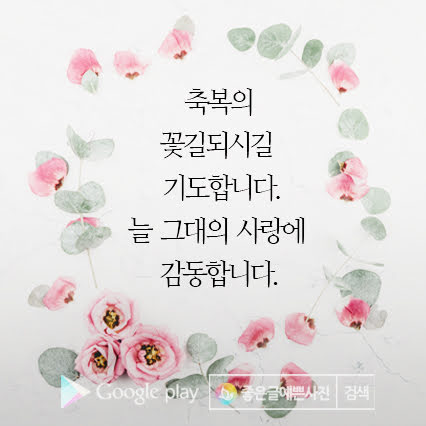 축복의
꽃길되시길
기도합니다.
늘 그대의 사랑에
감동합니다.
Google play 좋은글예쁜사진 검색